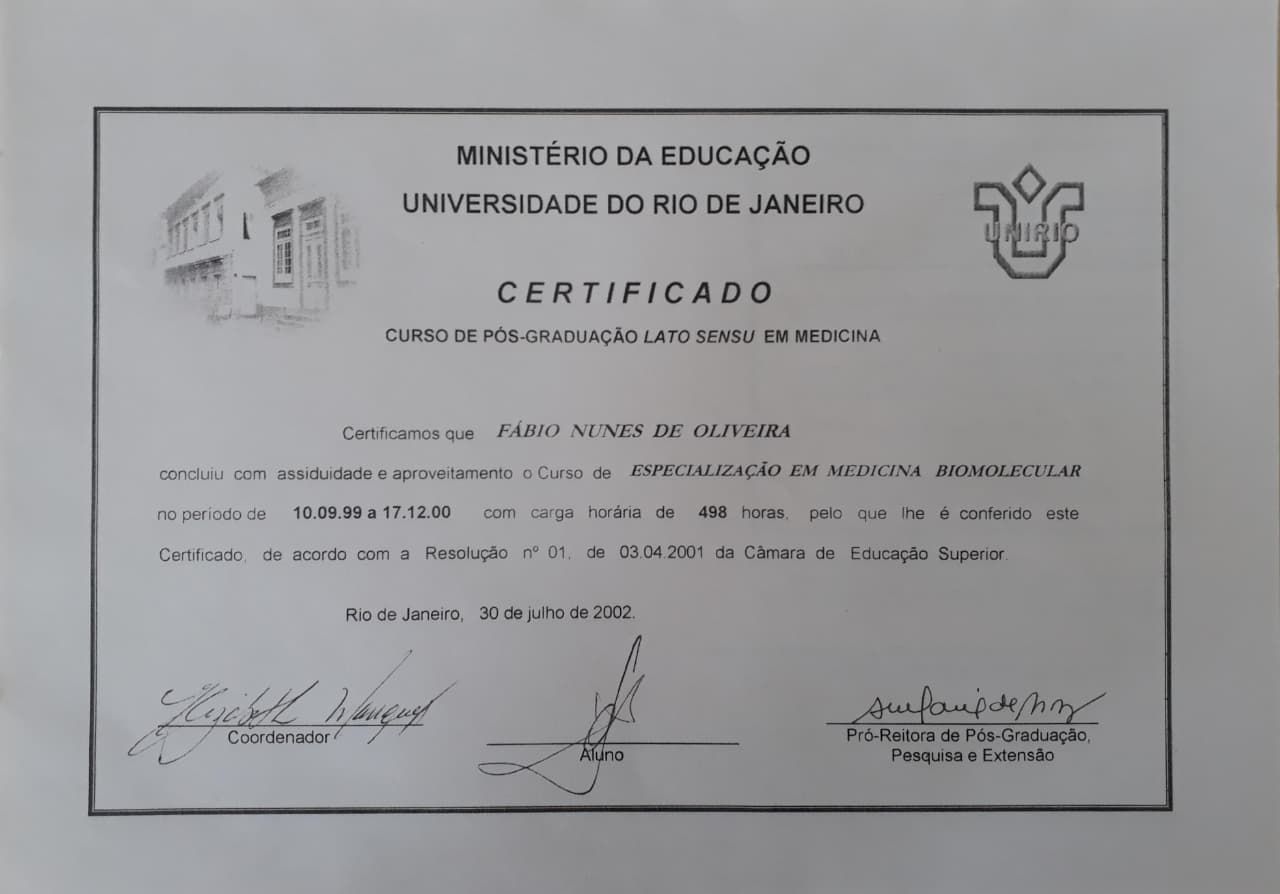 MINISTÉRIO DA EDUCAÇÃO
UNIVERSIDADE DO RIO DE JANEIRO
UNIRIO
CERTIFICADO
CURSO DE PÓS-GRADUAÇÃO LATO SENSU EM MEDICINA
Certificamos que FÁBIO NUNES DE OLIVEIRA
concluiu com assiduidade e aproveitamento o Curso de ESPECIALIZAÇÃO EM MEDICINA BIOMOLECULAR
no período de 10.09.99 a 17.12.00 com carga horária de 498 horas, pelo que lhe é conferido este
Certificado, de acordo com a Resolução nº 01, de 03.04.2001 da Câmara de Educação Superior.
Rio de Janeiro, 30 de julho de 2002.
Elizabeth
Coordenador
Aluno
Pró-Reitora de Pós-Graduação,
Pesquisa e Extensão